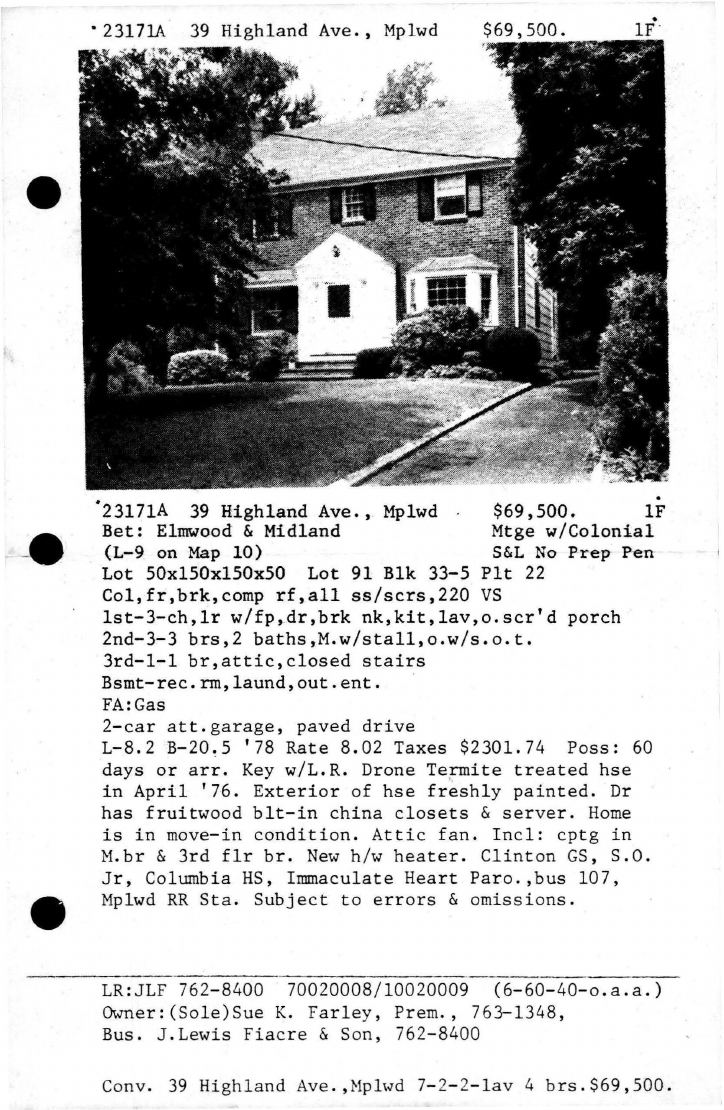 23171A 39 Highland Ave., Mplwd $69,500. 1F
23171A 39 Highland Ave., Mplwd $69,500. 1F
Bet: Elmwood & Midland Mtge w/Colonial
(L-9 on Map 10) S&L No Prep Pen
Lot 50x150x150x50 Lot 91 Blk 33-5 Plt 22
Col,fr,brk,comp rf,all ss/scrs,220 VS
1st-3-ch,lr w/fp,dr,brk nk,kit,lav,o.scr'd porch
2nd-3-3 brs,2 baths,M.w/stall,o.w/s.o.t.
3rd-1-1 br,attic,closed stairs
Bsmt-rec.rm,laund,out.ent.
FA:Gas
2-car att.garage, paved drive
L-8.2 B-20.5 '78 Rate 8.02 Taxes $2301.74 Poss: 60
days or arr. Key w/L.R. Drone Termite treated hse
in April '76. Exterior of hse freshly painted. Dr
has fruitwood blt-in china closets & server. Home
is in move-in condition. Attic fan. Incl: cptg in
M.br & 3rd flr br. New h/w heater. Clinton GS, S.O.
Jr, Columbia HS, Immaculate Heart Paro.,bus 107,
Mplwd RR Sta. Subject to errors & omissions.
LR:JLF 762-8400 70020008/10020009 (6-60-40-o.a.a.)
Owner:(Sole)Sue K. Farley, Prem., 763-1348,
Bus. J.Lewis Fiacre & Son, 762-8400
Conv. 39 Highland Ave.,Mplwd 7-2-2-lav 4 brs.$69,500.